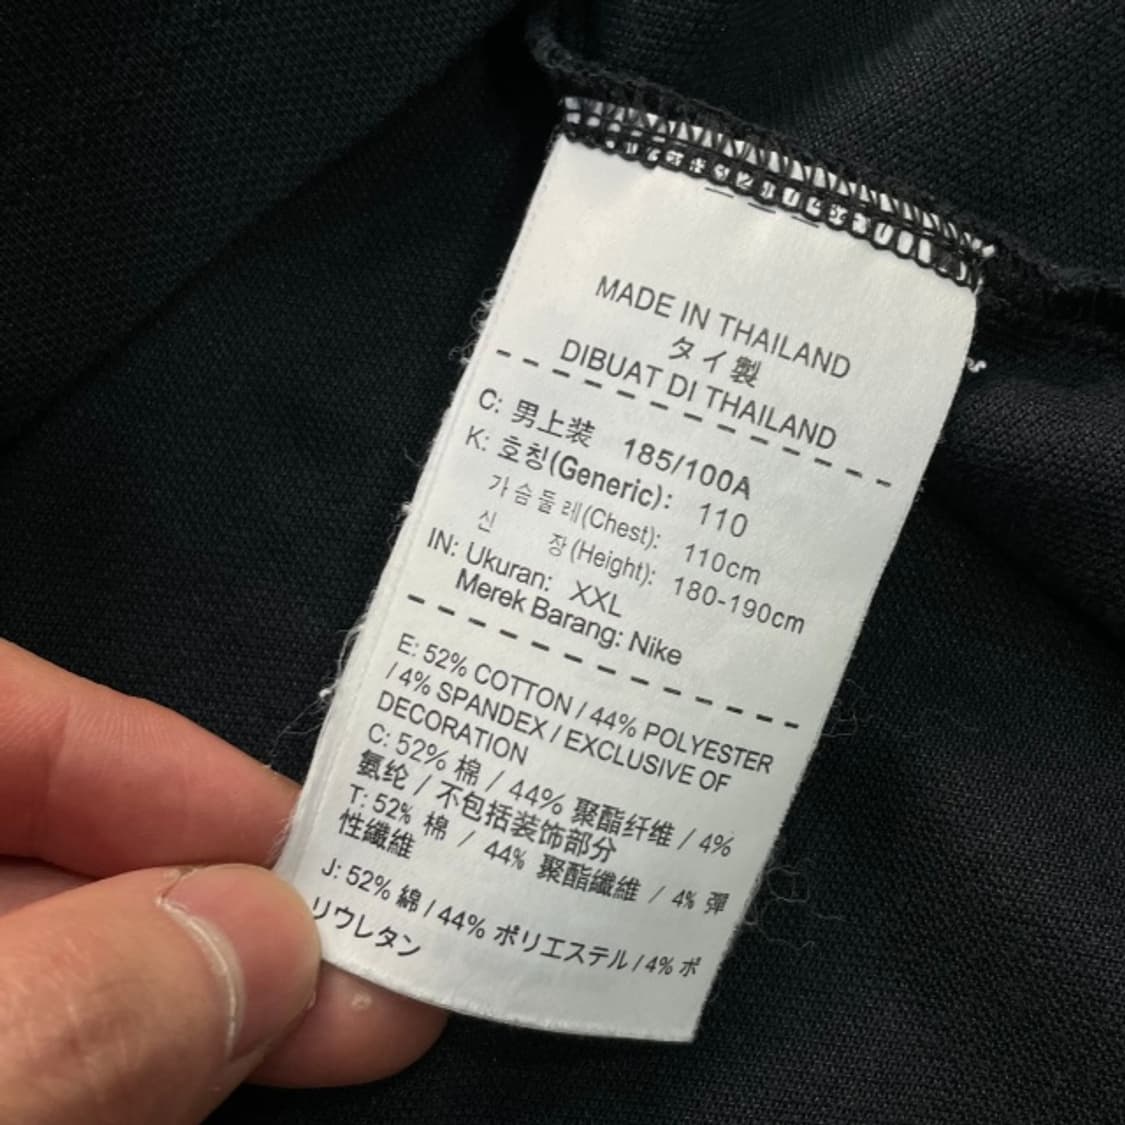 MADE IN THAILAND
タイ製
DIBUAT DI THAILAND
C: 男上装 185/100A
K: 호칭(Generic): 110
가슴둘레(Chest): 110cm
신 장(Height): 180-190cm
IN: Ukuran: XXL
Merek Barang: Nike
E: 52% COTTON / 44% POLYESTER
/ 4% SPANDEX / EXCLUSIVE OF
DECORATION
C: 52% 棉 / 44% 聚酯纤维 / 4%
氨纶 / 不包括装饰部分
T: 52% 棉 / 44% 聚酯纖維 / 4% 彈
性纖維
J: 52% 綿 / 44% ポリエステル / 4% ポ
リウレタン